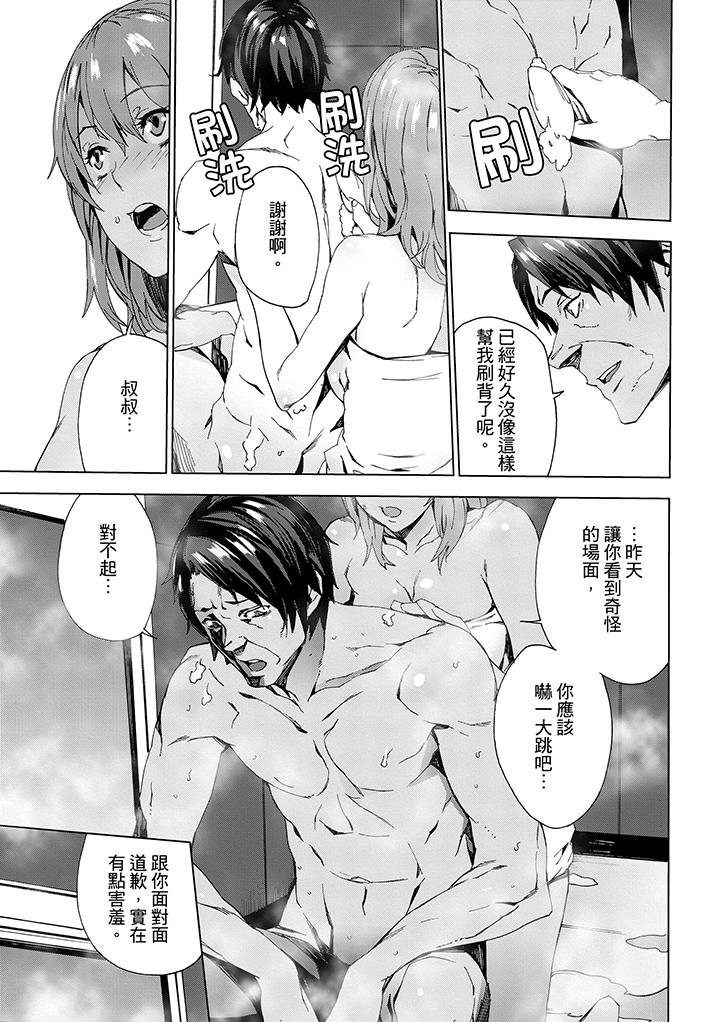 刷
刷洗
刷洗
已經好久沒像這樣
幫我刷背了呢。
謝謝啊。
叔叔…
…昨天
讓你看到奇怪
的場面，
你應該
嚇一大跳吧…
對不起…
跟你面對面
道歉，實在
有點害羞。